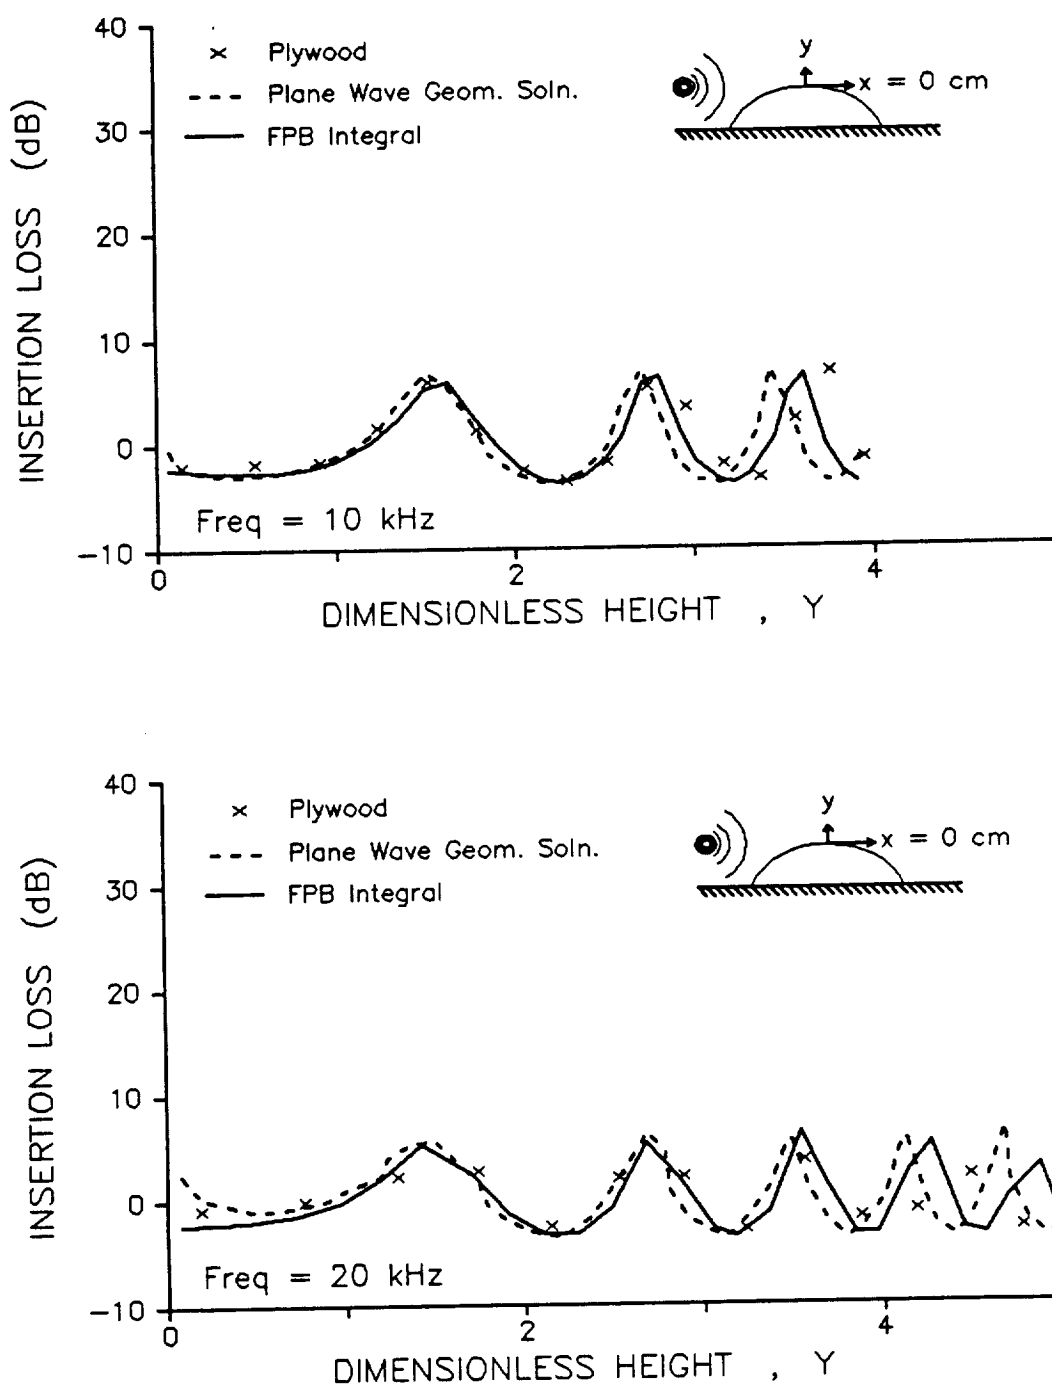 40
30
20
10
0
−10
INSERTION LOSS (dB)
× Plywood
Plane Wave Geom. Soln.
FPB Integral
y
x = 0 cm
Freq = 10 kHz
0 2 4
DIMENSIONLESS HEIGHT , Y
40
30
20
10
0
−10
INSERTION LOSS (dB)
× Plywood
Plane Wave Geom. Soln.
FPB Integral
y
x = 0 cm
Freq = 20 kHz
0 2 4
DIMENSIONLESS HEIGHT , Y